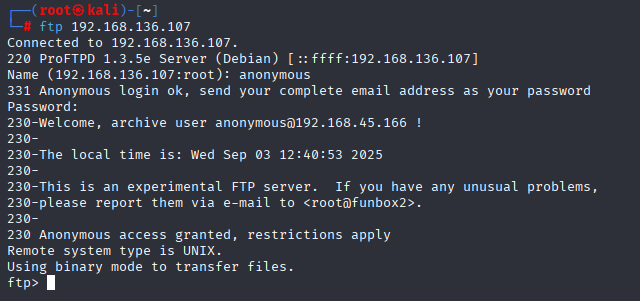 ┌──(root㉿kali)-[~]
└─# ftp 192.168.136.107
Connected to 192.168.136.107.
220 ProFTPD 1.3.5e Server (Debian) [::ffff:192.168.136.107]
Name (192.168.136.107:root): anonymous
331 Anonymous login ok, send your complete email address as your password
Password:
230-Welcome, archive user anonymous@192.168.45.166 !
230-
230-The local time is: Wed Sep 03 12:40:53 2025
230-
230-This is an experimental FTP server.  If you have any unusual problems,
230-please report them via e-mail to <root@funbox2>.
230-
230 Anonymous access granted, restrictions apply
Remote system type is UNIX.
Using binary mode to transfer files.
ftp>